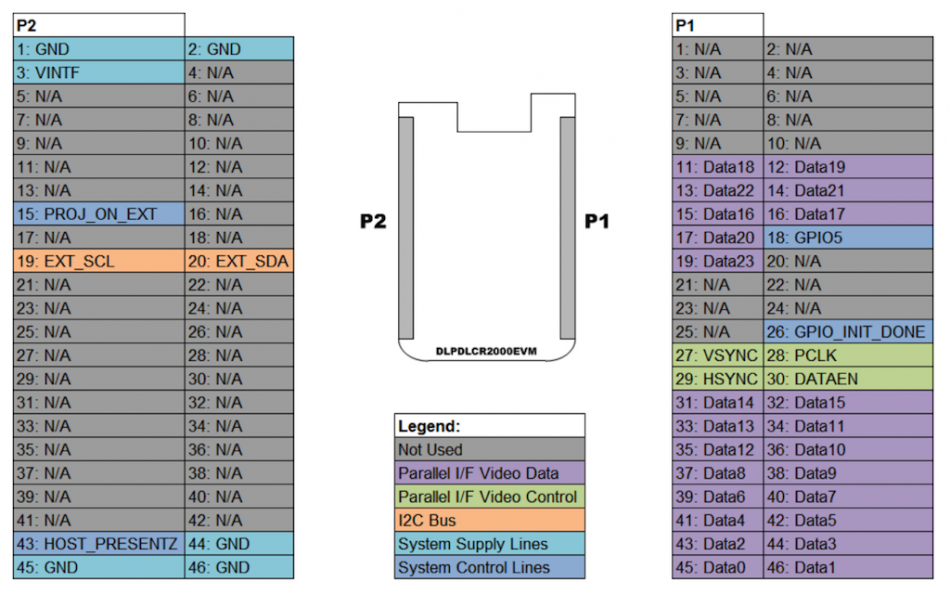 P2
1: GND 2: GND
3: VINTF 4: N/A
5: N/A 6: N/A
7: N/A 8: N/A
9: N/A 10: N/A
11: N/A 12: N/A
13: N/A 14: N/A
15: PROJ_ON_EXT 16: N/A
17: N/A 18: N/A
19: EXT_SCL 20: EXT_SDA
21: N/A 22: N/A
23: N/A 24: N/A
25: N/A 26: N/A
27: N/A 28: N/A
29: N/A 30: N/A
31: N/A 32: N/A
33: N/A 34: N/A
35: N/A 36: N/A
37: N/A 38: N/A
39: N/A 40: N/A
41: N/A 42: N/A
43: HOST_PRESENTZ 44: GND
45: GND 46: GND
P2 P1
DLPDLCR2000EVM
Legend:
Not Used
Parallel I/F Video Data
Parallel I/F Video Control
I2C Bus
System Supply Lines
System Control Lines
P1
1: N/A 2: N/A
3: N/A 4: N/A
5: N/A 6: N/A
7: N/A 8: N/A
9: N/A 10: N/A
11: Data18 12: Data19
13: Data22 14: Data21
15: Data16 16: Data17
17: Data20 18: GPIO5
19: Data23 20: N/A
21: N/A 22: N/A
23: N/A 24: N/A
25: N/A 26: GPIO_INIT_DONE
27: VSYNC 28: PCLK
29: HSYNC 30: DATAEN
31: Data14 32: Data15
33: Data13 34: Data11
35: Data12 36: Data10
37: Data8 38: Data9
39: Data6 40: Data7
41: Data4 42: Data5
43: Data2 44: Data3
45: Data0 46: Data1